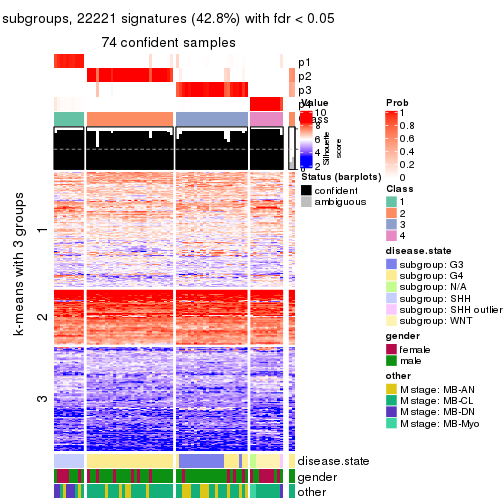 subgroups, 22221 signatures (42.8%) with fdr < 0.05
74 confident samples
p1
p2
p3
p4
Class
Silhouette
score
k-means with 3 groups
1
2
3
disease.state
gender
other
Value
10
8
6
4
2
Status (barplots)
confident
ambiguous
Prob
1
0.8
0.6
0.4
0.2
0
Class
1
2
3
4
disease.state
subgroup: G3
subgroup: G4
subgroup: N/A
subgroup: SHH
subgroup: SHH outlier
subgroup: WNT
gender
female
male
other
M stage: MB-AN
M stage: MB-CL
M stage: MB-DN
M stage: MB-Myo